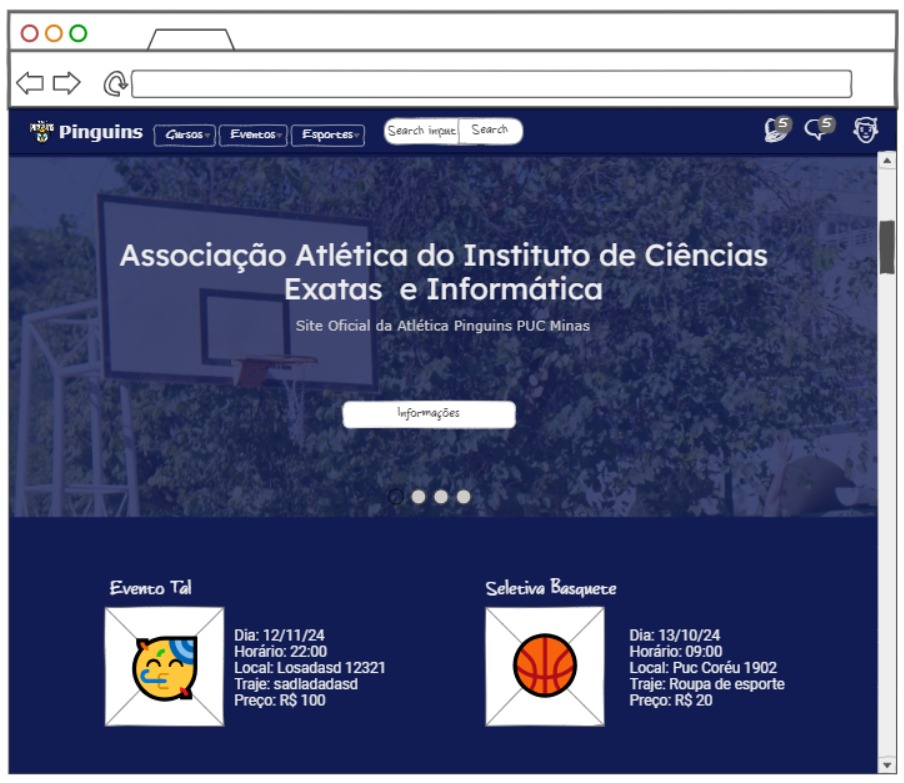 Pinguins
Cursos
Eventos
Esportes
Search input
Search
5
5
Associação Atlética do Instituto de Ciências
Exatas e Informática
Site Oficial da Atlética Pinguins PUC Minas
Informações
Evento Tal
Dia: 12/11/24
Horário: 22:00
Local: Losadasd 12321
Traje: sadladadasd
Preço: R$ 100
Seletiva Basquete
Dia: 13/10/24
Horário: 09:00
Local: Puc Coréu 1902
Traje: Roupa de esporte
Preço: R$ 20